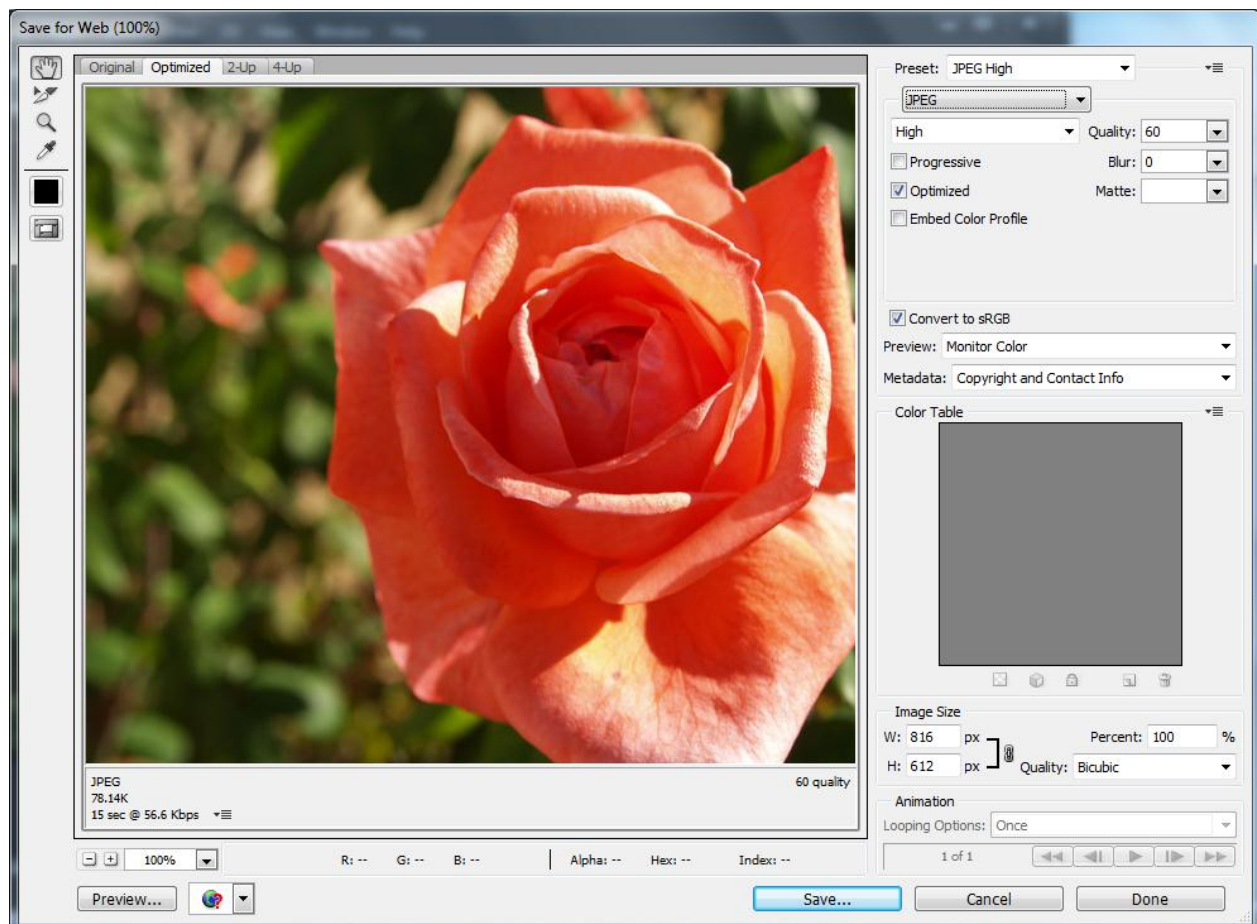 Save for Web (100%)
Original Optimized 2-Up 4-Up
Preset: JPEG High
JPEG
High Quality: 60
Progressive Blur: 0
Optimized Matte:
Embed Color Profile
Convert to sRGB
Preview: Monitor Color
Metadata: Copyright and Contact Info
Color Table
Image Size
W: 816 px Percent: 100 %
H: 612 px Quality: Bicubic
JPEG 60 quality
78.14K
15 sec @ 56.6 Kbps
Animation
Looping Options: Once
1 of 1
100% R: -- G: -- B: -- Alpha: -- Hex: -- Index: --
Preview... Save... Cancel Done